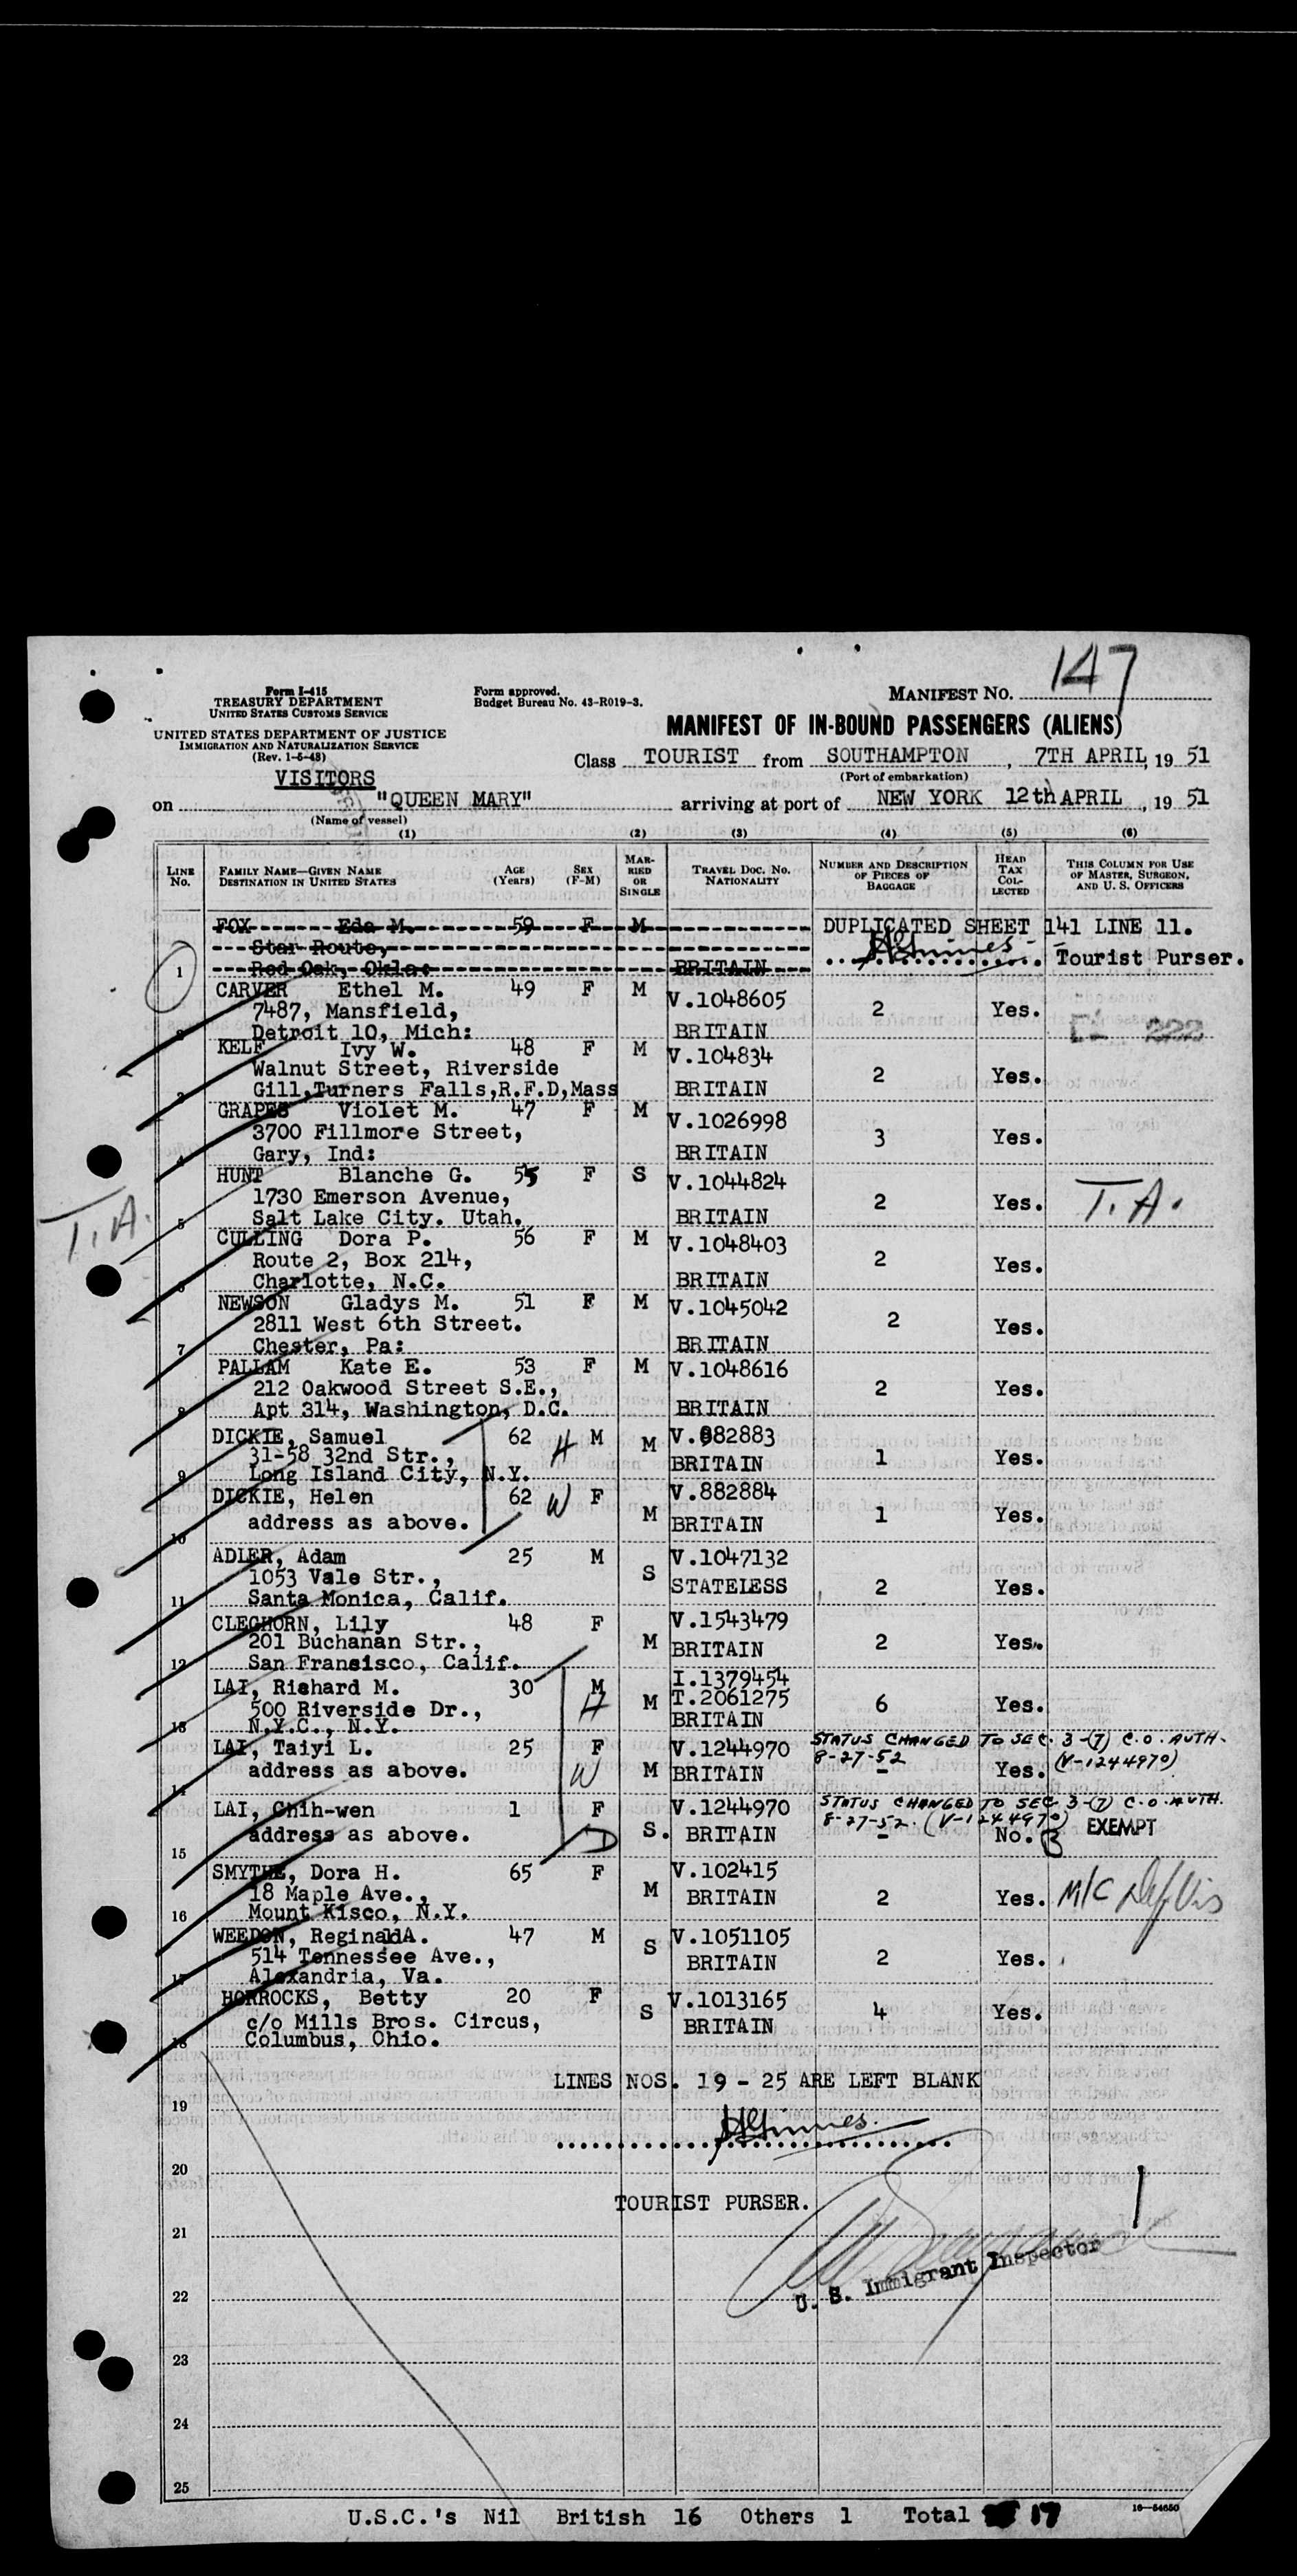 147
Form I-415
TREASURY DEPARTMENT
UNITED STATES CUSTOMS SERVICE
Form approved.
Budget Bureau No. 43-R019-3.
MANIFEST NO.
UNITED STATES DEPARTMENT OF JUSTICE
IMMIGRATION AND NATURALIZATION SERVICE
(Rev. 1-5-48)
MANIFEST OF IN-BOUND PASSENGERS (ALIENS)
VISITORS
Class TOURIST from SOUTHAMPTON, 7TH APRIL, 19 51
(Port of embarkation)
on "QUEEN MARY" arriving at port of NEW YORK 12th APRIL, 19 51
(Name of vessel)
(1) (2) (3) (4) (5) (6)
LINE No. FAMILY NAME—GIVEN NAME DESTINATION IN UNITED STATES AGE (Years) SEX (F-M) MARRIED OR SINGLE TRAVEL DOC. NO. NATIONALITY NUMBER AND DESCRIPTION OF PIECES OF BAGGAGE HEAD TAX COLLECTED THIS COLUMN FOR USE OF MASTER, SURGEON, AND U. S. OFFICERS
FOX Eda M. 59 F M DUPLICATED SHEET 141 LINE 11.
Star Route,
1 Red Oak, Okla: BRITAIN Tourist Purser.
CARVER Ethel M. 49 F M V.1048605 2 Yes.
7487, Mansfield,
2 Detroit 10, Mich: BRITAIN
KELF Ivy W. 48 F M V.104834 2 Yes.
Walnut Street, Riverside
3 Gill,Turners Falls,R.F.D,Mass BRITAIN
GRAPES Violet M. 47 F M V.1026998 3 Yes.
3700 Fillmore Street,
4 Gary, Ind: BRITAIN
HUNT Blanche G. 55 F S V.1044824 2 Yes. T.A.
1730 Emerson Avenue,
T.A. 5 Salt Lake City. Utah. BRITAIN
CULLING Dora P. 56 F M V.1048403 2 Yes.
Route 2, Box 214,
6 Charlotte, N.C. BRITAIN
NEWSON Gladys M. 51 F M V.1045042 2 Yes.
2811 West 6th Street.
7 Chester, Pa: BRITAIN
PALLAM Kate E. 53 F M V.1048616 2 Yes.
212 Oakwood Street S.E.,
8 Apt 314, Washington, D.C. BRITAIN
DICKIE, Samuel 62 H M M V.882883 1 Yes.
31-58 32nd Str.,
9 Long Island City, N.Y. BRITAIN
DICKIE, Helen 62 W F M V.882884 1 Yes.
10 address as above. BRITAIN
ADLER, Adam 25 M S V.1047132 2 Yes.
1053 Vale Str., STATELESS
11 Santa Monica, Calif.
CLEGHORN, Lily 48 F M V.1543479 2 Yes.
201 Buchanan Str., BRITAIN
12 San Fransisco, Calif.
LAI, Richard M. 30 M H M I.1379454 6 Yes.
500 Riverside Dr., T.2061275
13 N.Y.C., N.Y. BRITAIN
LAI, Taiyi L. 25 F W M V.1244970 STATUS CHANGED TO SEC. 3-(7) C.O. AUTH.
8-27-52 (V-1244970)
14 address as above. BRITAIN - Yes.
LAI, Chih-wen 1 F D S. V.1244970 STATUS CHANGED TO SEC. 3-(7) C.O. AUTH.
8-27-52. (V-1244970)
15 address as above. BRITAIN - No. EXEMPT
SMYTHE, Dora H. 65 F M V.102415 2 Yes. M/C
18 Maple Ave., BRITAIN
16 Mount Kisco, N.Y.
WEEDON, Reginald A. 47 M S V.1051105 2 Yes.
514 Tennessee Ave., BRITAIN
17 Alexandria, Va.
HORROCKS, Betty 20 F S V.1013165 4 Yes.
c/o Mills Bros. Circus, BRITAIN
18 Columbus, Ohio.
LINES NOS. 19 - 25 ARE LEFT BLANK
19
20
TOURIST PURSER.
21
U. S. Immigrant Inspector
22
23
24
25
U.S.C.'s Nil British 16 Others 1 Total 17
16—54650